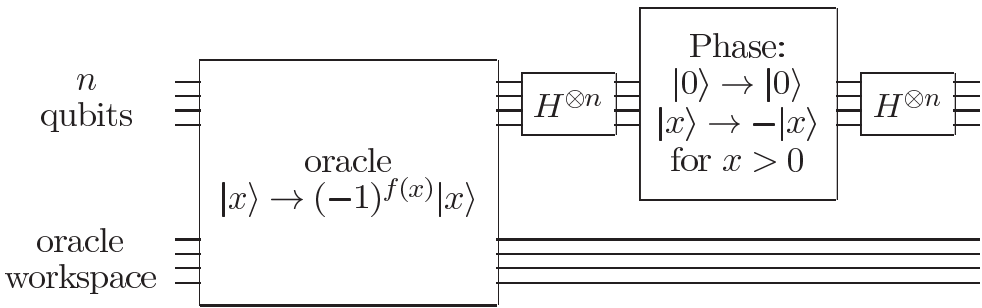 n
qubits
oracle
|x⟩ → (−1)^{f(x)}|x⟩
oracle
workspace
H^{⊗n}
Phase:
|0⟩ → |0⟩
|x⟩ → −|x⟩
for x > 0
H^{⊗n}